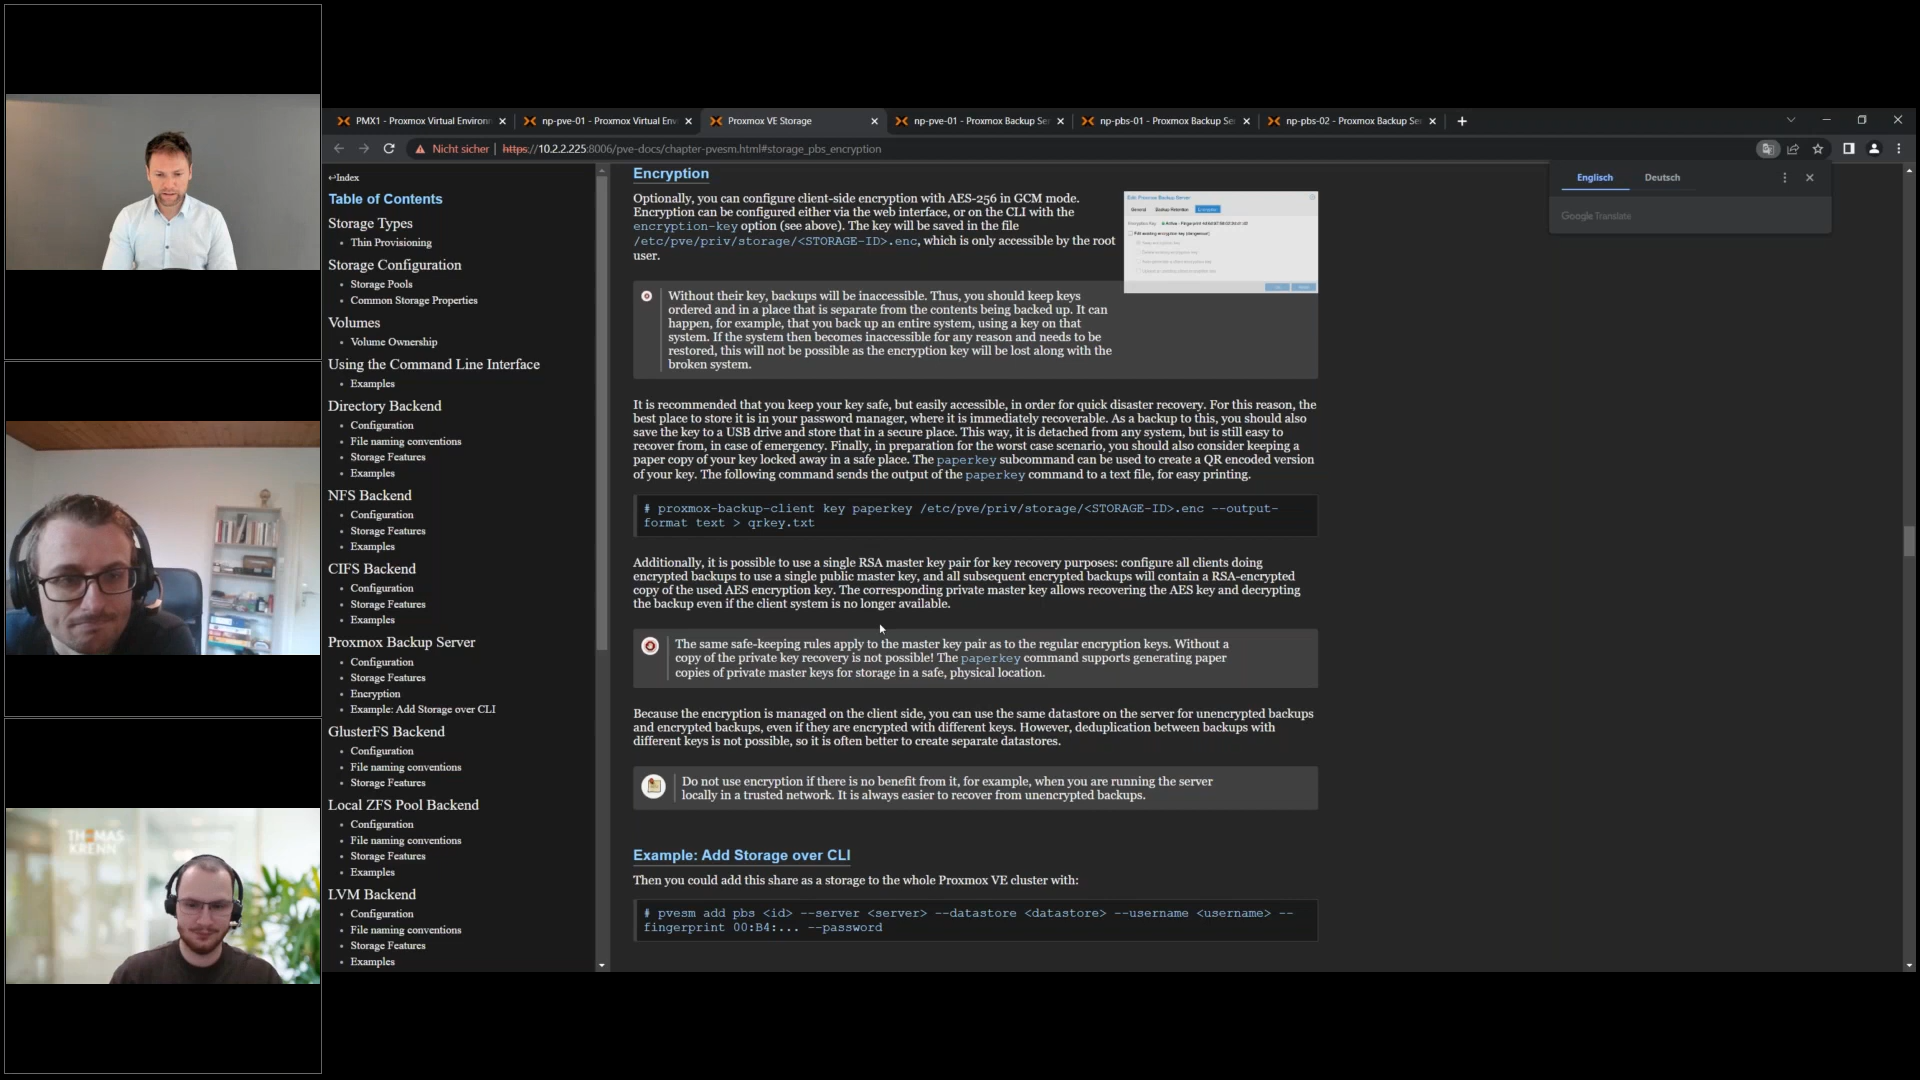 PMX1 - Proxmox Virtual Environ
np-pve-01 - Proxmox Virtual Env
Proxmox VE Storage
np-pve-01 - Proxmox Backup Ser
np-pbs-01 - Proxmox Backup Se
np-pbs-02 - Proxmox Backup Se
Nicht sicher | https://10.2.2.225:8006/pve-docs/chapter-pvesm.html#storage_pbs_encryption
Englisch
Deutsch
Google Translate
↩Index
Table of Contents
Storage Types
• Thin Provisioning
Storage Configuration
• Storage Pools
• Common Storage Properties
Volumes
• Volume Ownership
Using the Command Line Interface
• Examples
Directory Backend
• Configuration
• File naming conventions
• Storage Features
• Examples
NFS Backend
• Configuration
• Storage Features
• Examples
CIFS Backend
• Configuration
• Storage Features
• Examples
Proxmox Backup Server
• Configuration
• Storage Features
• Encryption
• Example: Add Storage over CLI
GlusterFS Backend
• Configuration
• File naming conventions
• Storage Features
Local ZFS Pool Backend
• Configuration
• File naming conventions
• Storage Features
• Examples
LVM Backend
• Configuration
• File naming conventions
• Storage Features
• Examples
Encryption
Optionally, you can configure client-side encryption with AES-256 in GCM mode.
Encryption can be configured either via the web interface, or on the CLI with the
encryption-key option (see above). The key will be saved in the file
/etc/pve/priv/storage/<STORAGE-ID>.enc, which is only accessible by the root
user.
Edit: Proxmox Backup Server
General
Backup Retention
Encryption
Without their key, backups will be inaccessible. Thus, you should keep keys
ordered and in a place that is separate from the contents being backed up. It can
happen, for example, that you back up an entire system, using a key on that
system. If the system then becomes inaccessible for any reason and needs to be
restored, this will not be possible as the encryption key will be lost along with the
broken system.
It is recommended that you keep your key safe, but easily accessible, in order for quick disaster recovery. For this reason, the
best place to store it is in your password manager, where it is immediately recoverable. As a backup to this, you should also
save the key to a USB drive and store that in a secure place. This way, it is detached from any system, but is still easy to
recover from, in case of emergency. Finally, in preparation for the worst case scenario, you should also consider keeping a
paper copy of your key locked away in a safe place. The paperkey subcommand can be used to create a QR encoded version
of your key. The following command sends the output of the paperkey command to a text file, for easy printing.
# proxmox-backup-client key paperkey /etc/pve/priv/storage/<STORAGE-ID>.enc --output-
format text > qrkey.txt
Additionally, it is possible to use a single RSA master key pair for key recovery purposes: configure all clients doing
encrypted backups to use a single public master key, and all subsequent encrypted backups will contain a RSA-encrypted
copy of the used AES encryption key. The corresponding private master key allows recovering the AES key and decrypting
the backup even if the client system is no longer available.
The same safe-keeping rules apply to the master key pair as to the regular encryption keys. Without a
copy of the private key recovery is not possible! The paperkey command supports generating paper
copies of private master keys for storage in a safe, physical location.
Because the encryption is managed on the client side, you can use the same datastore on the server for unencrypted backups
and encrypted backups, even if they are encrypted with different keys. However, deduplication between backups with
different keys is not possible, so it is often better to create separate datastores.
Do not use encryption if there is no benefit from it, for example, when you are running the server
locally in a trusted network. It is always easier to recover from unencrypted backups.
Example: Add Storage over CLI
Then you could add this share as a storage to the whole Proxmox VE cluster with:
# pvesm add pbs <id> --server <server> --datastore <datastore> --username <username> --
fingerprint 00:B4:... --password
THOMAS
KRENN